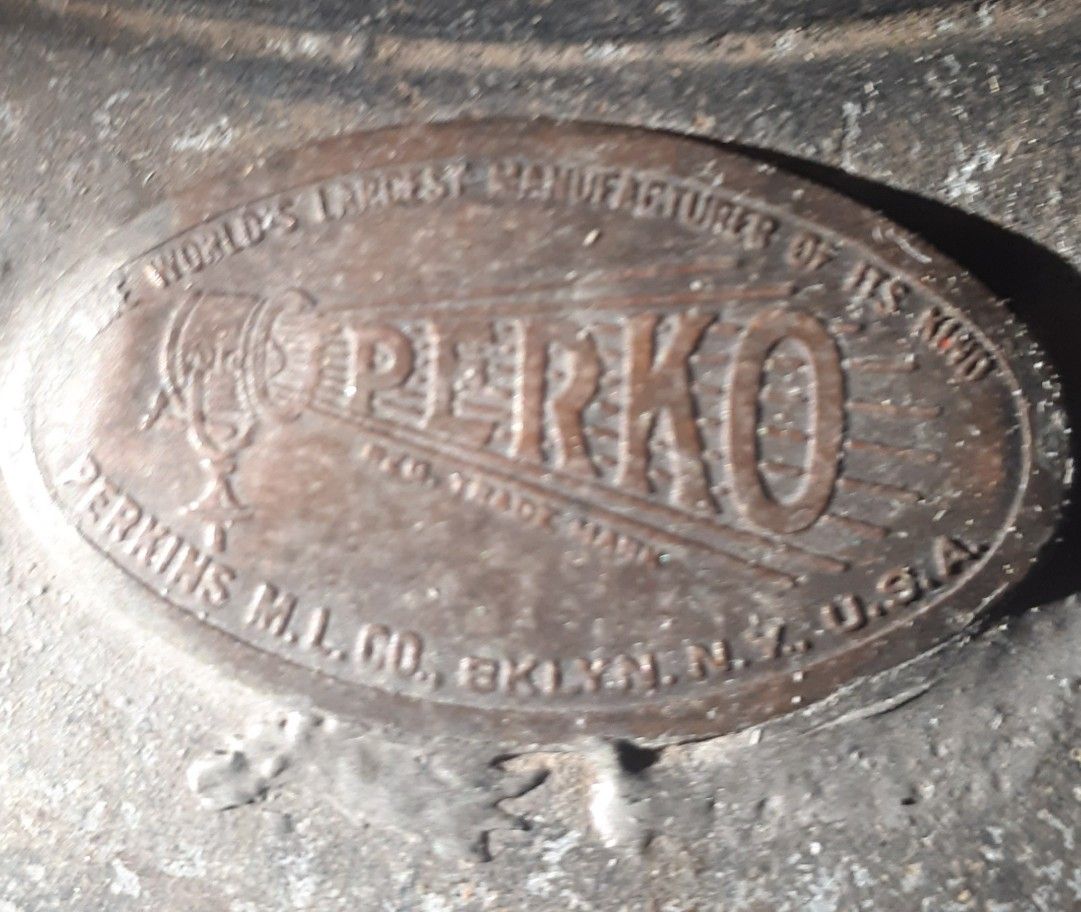 E WORLD'S LARGEST MANUFACTURER OF ITS KIND
PERKO
REG. TRADE MARK
PERKINS M. L. CO., BKLYN. N. Y., U.S.A.